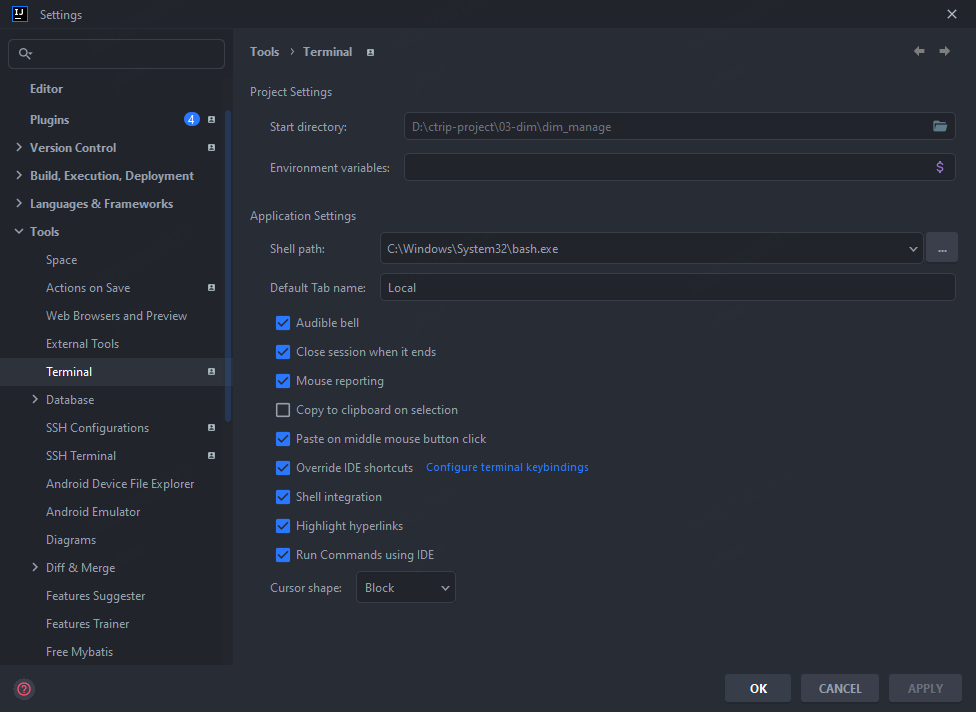 IJ
Settings
Editor
Plugins 4
Version Control
Build, Execution, Deployment
Languages & Frameworks
Tools
Space
Actions on Save
Web Browsers and Preview
External Tools
Terminal
Database
SSH Configurations
SSH Terminal
Android Device File Explorer
Android Emulator
Diagrams
Diff & Merge
Features Suggester
Features Trainer
Free Mybatis
Tools › Terminal
Project Settings
Start directory: D:\ctrip-project\03-dim\dim_manage
Environment variables: $
Application Settings
Shell path: C:\Windows\System32\bash.exe ...
Default Tab name: Local
Audible bell
Close session when it ends
Mouse reporting
Copy to clipboard on selection
Paste on middle mouse button click
Override IDE shortcuts Configure terminal keybindings
Shell integration
Highlight hyperlinks
Run Commands using IDE
Cursor shape: Block
?
OK CANCEL APPLY